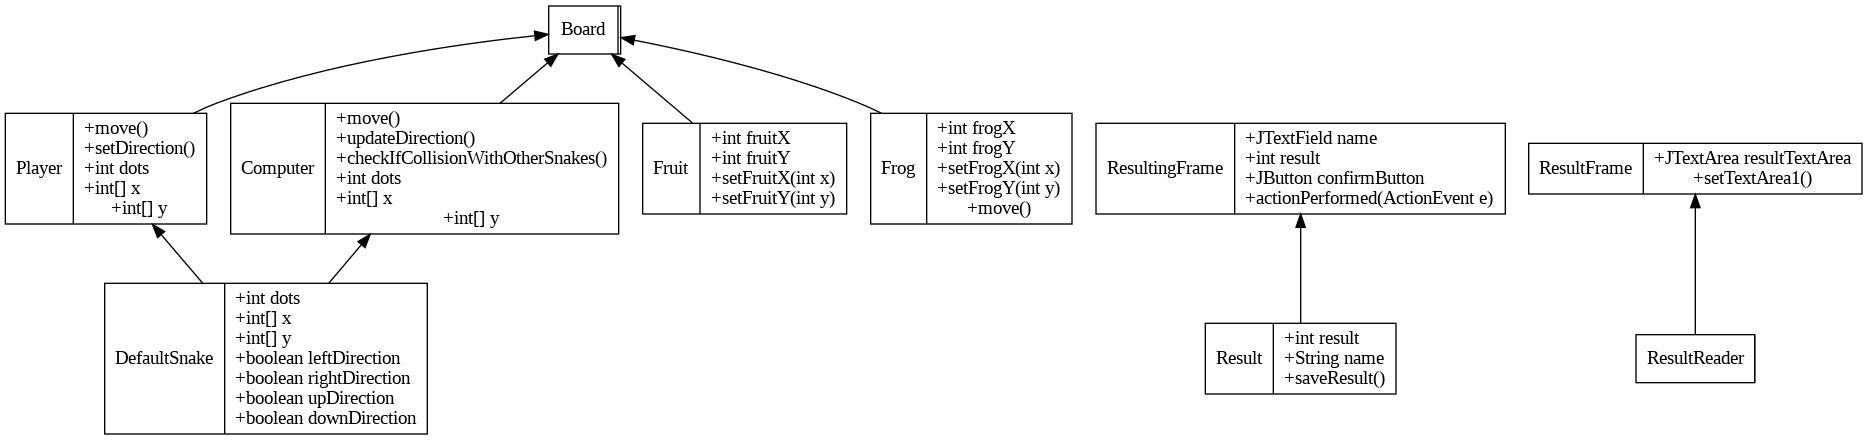 Board
Player
+move()
+setDirection()
+int dots
+int[] x
+int[] y
Computer
+move()
+updateDirection()
+checkIfCollisionWithOtherSnakes()
+int dots
+int[] x
+int[] y
Fruit
+int fruitX
+int fruitY
+setFruitX(int x)
+setFruitY(int y)
Frog
+int frogX
+int frogY
+setFrogX(int x)
+setFrogY(int y)
+move()
ResultingFrame
+JTextField name
+int result
+JButton confirmButton
+actionPerformed(ActionEvent e)
ResultFrame
+JTextArea resultTextArea
+setTextArea1()
DefaultSnake
+int dots
+int[] x
+int[] y
+boolean leftDirection
+boolean rightDirection
+boolean upDirection
+boolean downDirection
Result
+int result
+String name
+saveResult()
ResultReader